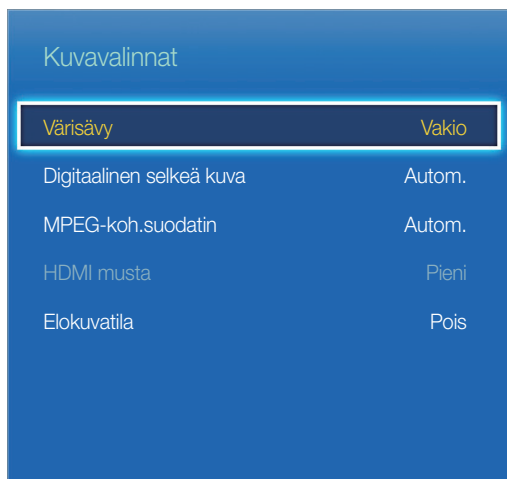 Kuvavalinnat
Värisävy Vakio
Digitaalinen selkeä kuva Autom.
MPEG-koh.suodatin Autom.
HDMI musta Pieni
Elokuvatila Pois